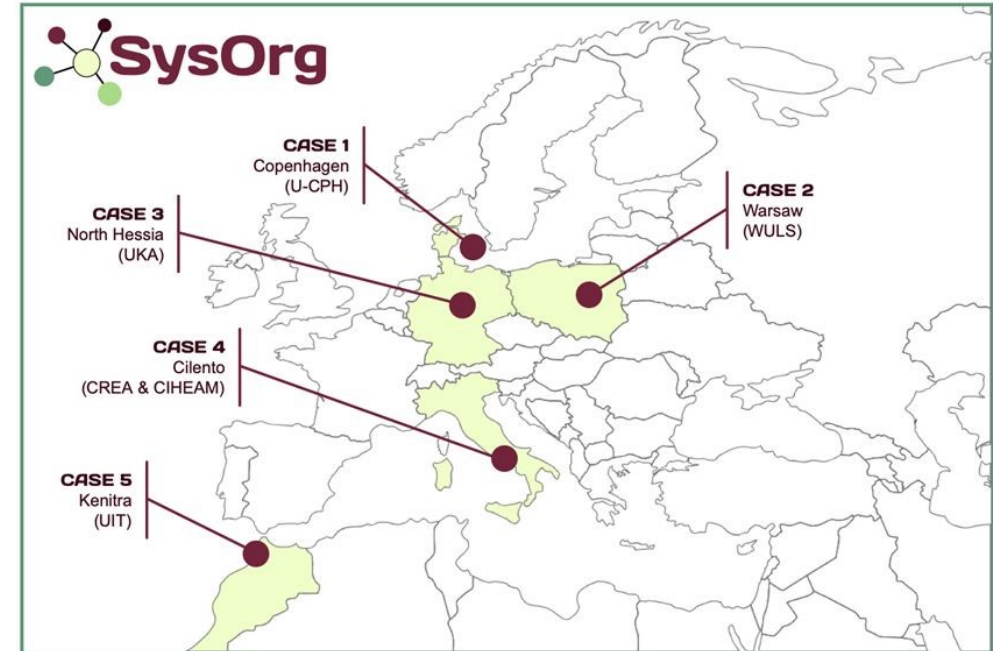 SysOrg
CASE 1
Copenhagen
(U-CPH)
CASE 2
Warsaw
(WULS)
CASE 3
North Hessia
(UKA)
CASE 4
Cilento
(CREA & CIHEAM)
CASE 5
Kenitra
(UIT)